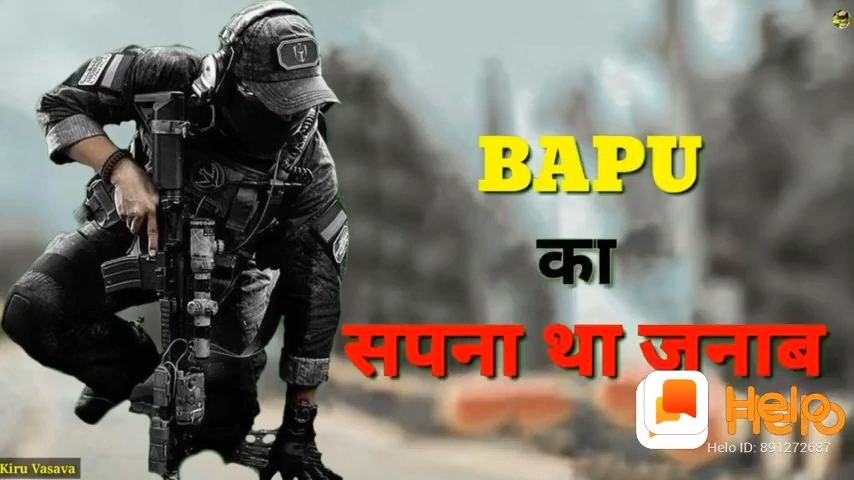 BAPU
का
सपना था जनाब
Helo
Helo ID: 891272687
Kiru Vasava